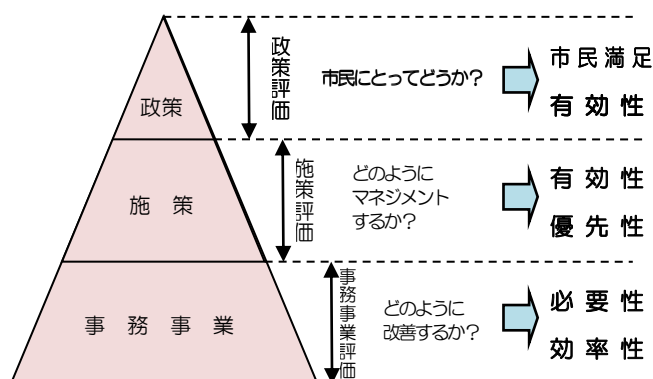 政策
政策評価
市民にとってどうか?
市民満足
有効性
施 策
施策評価
どのように
マネジメント
するか?
有効性
優先性
事 務 事 業
事務事業評価
どのように
改善するか?
必要性
効率性